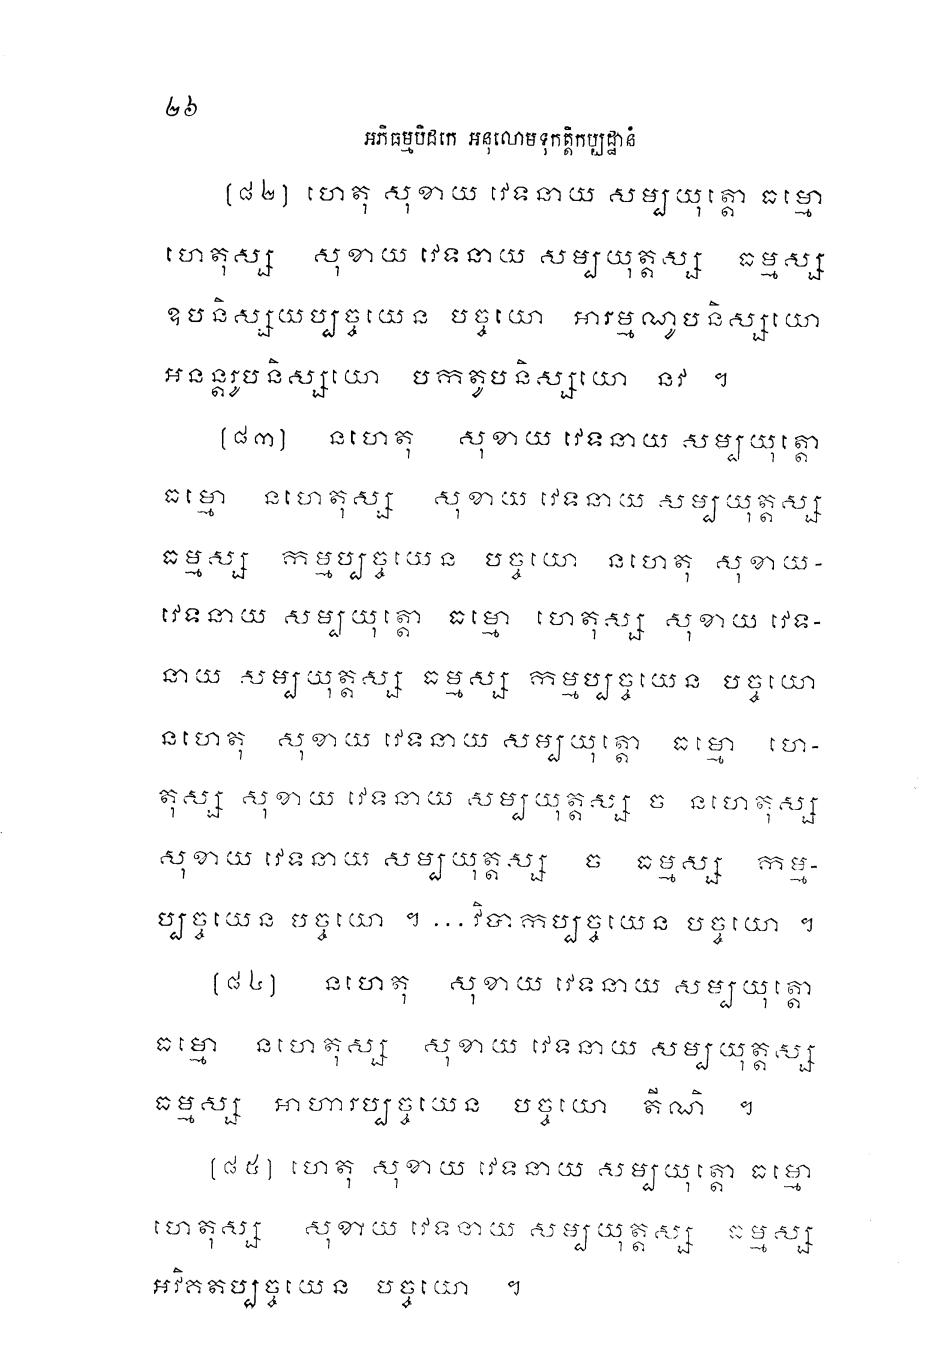 ២៦
អភិធម្មបិដកេ អនុលោមទុកត្តិកប្បដ្ឋានំ
[៨២] ហេតុ សុខាយ វេទនាយ សម្បយុត្តោ ធម្មោ
ហេតុស្ស សុខាយ វេទនាយ សម្បយុត្តស្ស ធម្មស្ស
ឧបនិស្សយប្បច្ចយេន បច្ចយោ អារម្មណូបនិស្សយោ
អនន្តរូបនិស្សយោ បកតូបនិស្សយោ នវ ។
[៨៣] នហេតុ សុខាយ វេទនាយ សម្បយុត្តោ
ធម្មោ នហេតុស្ស សុខាយ វេទនាយ សម្បយុត្តស្ស
ធម្មស្ស កម្មប្បច្ចយេន បច្ចយោ នហេតុ សុខាយ-
វេទនាយ សម្បយុត្តោ ធម្មោ ហេតុស្ស សុខាយ វេទ-
នាយ សម្បយុត្តស្ស ធម្មស្ស កម្មប្បច្ចយេន បច្ចយោ
នហេតុ សុខាយ វេទនាយ សម្បយុត្តោ ធម្មោ ហេ-
តុស្ស សុខាយ វេទនាយ សម្បយុត្តស្ស ច នហេតុស្ស
សុខាយ វេទនាយ សម្បយុត្តស្ស ច ធម្មស្ស កម្ម-
ប្បច្ចយេន បច្ចយោ ។ ...វិបាកប្បច្ចយេន បច្ចយោ ។
[៨៤] នហេតុ សុខាយ វេទនាយ សម្បយុត្តោ
ធម្មោ នហេតុស្ស សុខាយ វេទនាយ សម្បយុត្តស្ស
ធម្មស្ស អាហារប្បច្ចយេន បច្ចយោ តីណិ ។
[៨៥] ហេតុ សុខាយ វេទនាយ សម្បយុត្តោ ធម្មោ
ហេតុស្ស សុខាយ វេទនាយ សម្បយុត្តស្ស ធម្មស្ស
អវិគតប្បច្ចយេន បច្ចយោ ។